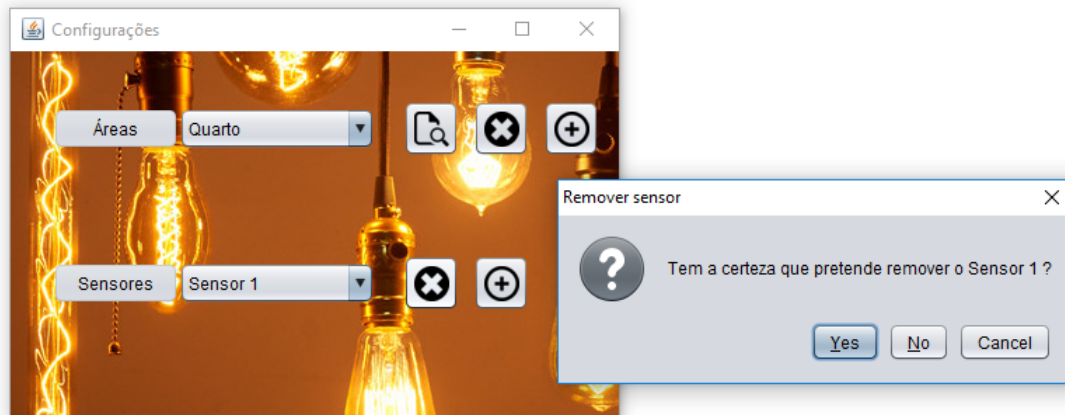 Configurações
Áreas
Quarto
Sensores
Sensor 1
Remover sensor
Tem a certeza que pretende remover o Sensor 1 ?
Yes
No
Cancel